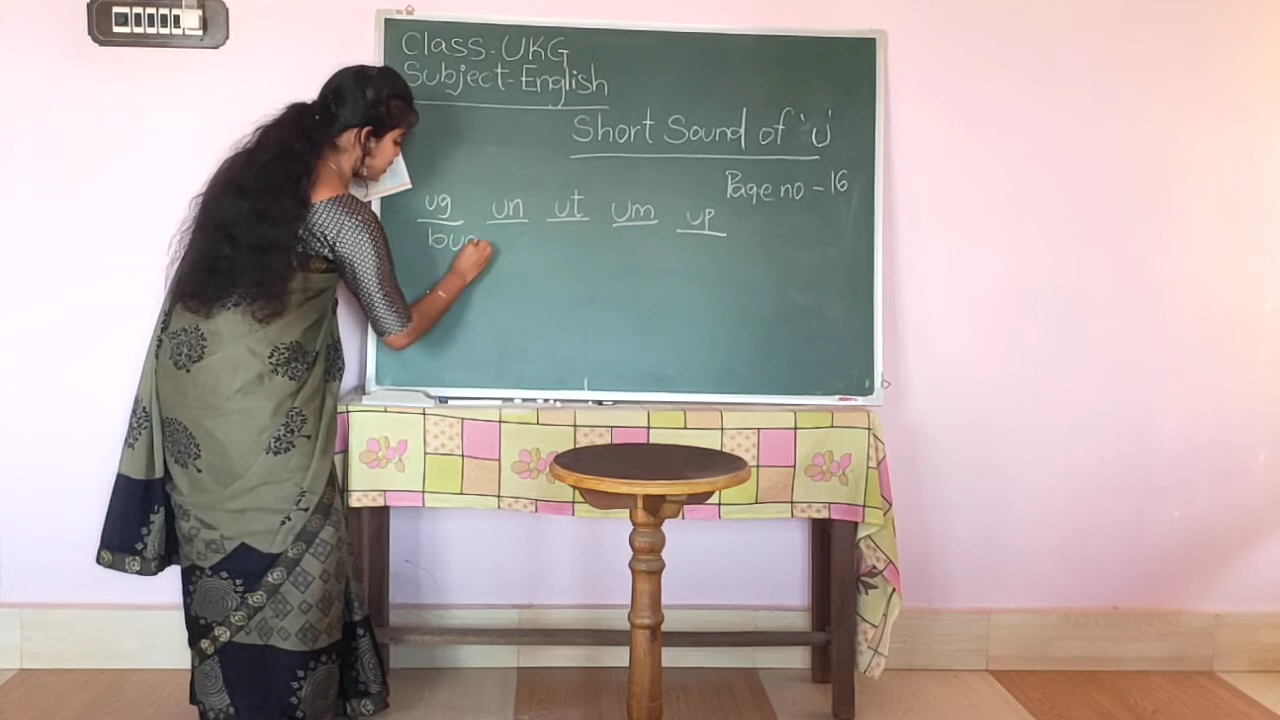 Class-UKG
Subject-English
Short Sound of 'u'
Page no - 16
ug un ut um up